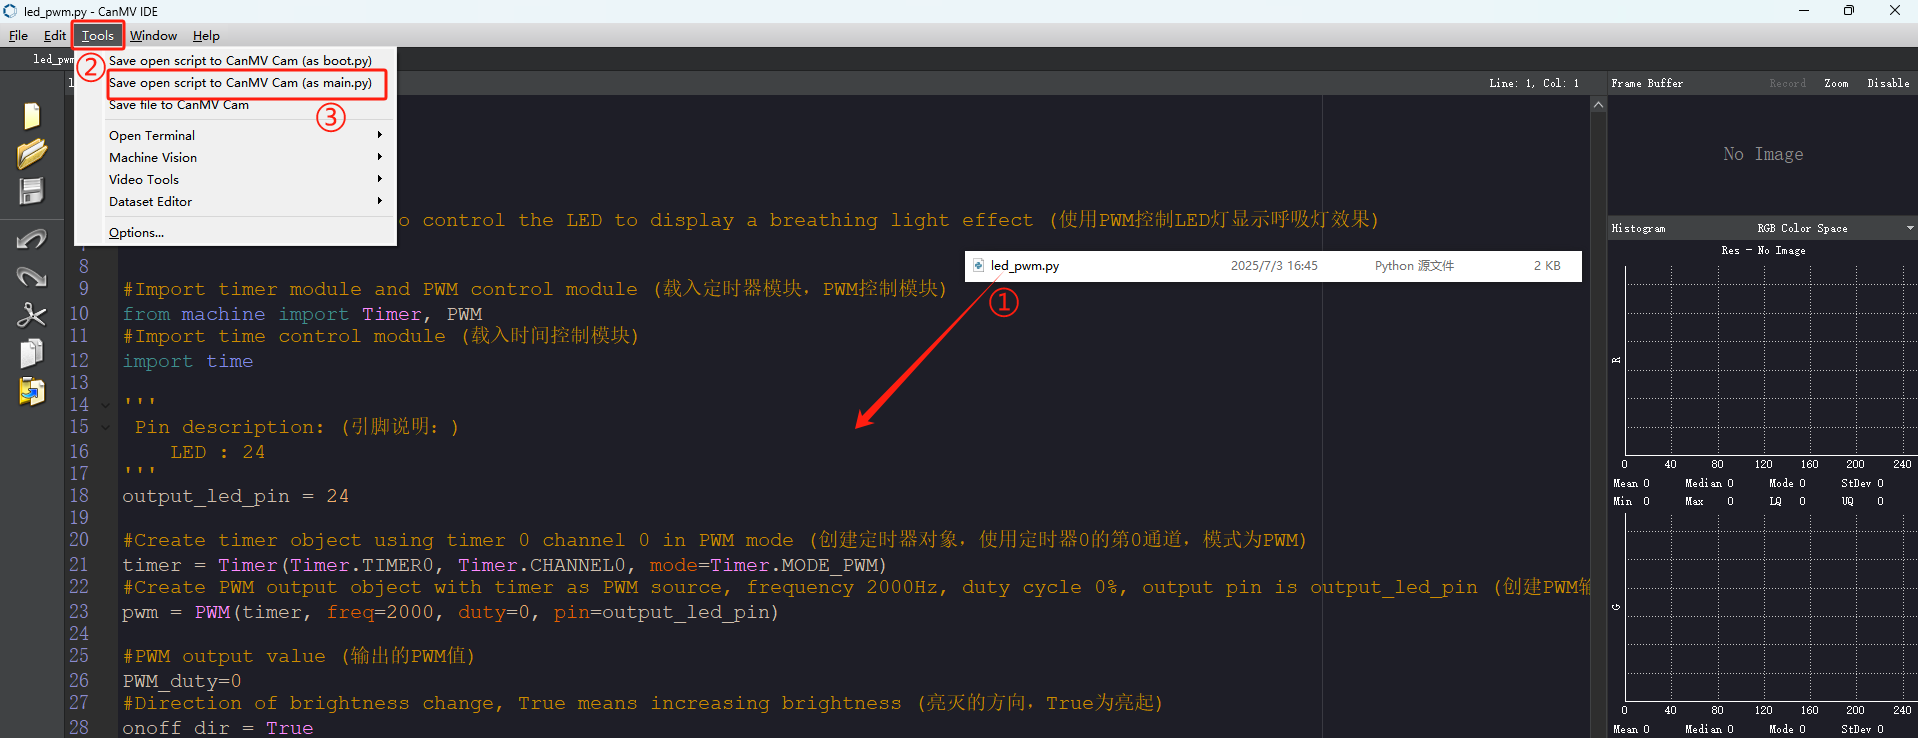 led_pwm.py - CanMV IDE
File Edit Tools Window Help
led_pwm
②
Save open script to CanMV Cam (as boot.py)
Save open script to CanMV Cam (as main.py)
Save file to CanMV Cam
③
Open Terminal
Machine Vision
Video Tools
Dataset Editor
Options...
Line: 1, Col: 1
Frame Buffer Record Zoom Disable
No Image
Histogram RGB Color Space
Res - No Image
o control the LED to display a breathing light effect (使用PWM控制LED灯显示呼吸灯效果)
led_pwm.py 2025/7/3 16:45 Python 源文件 2 KB
①
8
9 #Import timer module and PWM control module (载入定时器模块，PWM控制模块)
10 from machine import Timer, PWM
11 #Import time control module (载入时间控制模块)
12 import time
13
14 '''
15 Pin description: (引脚说明：)
16 LED : 24
17 '''
18 output_led_pin = 24
19
20 #Create timer object using timer 0 channel 0 in PWM mode (创建定时器对象，使用定时器0的第0通道，模式为PWM)
21 timer = Timer(Timer.TIMER0, Timer.CHANNEL0, mode=Timer.MODE_PWM)
22 #Create PWM output object with timer as PWM source, frequency 2000Hz, duty cycle 0%, output pin is output_led_pin (创建PWM输
23 pwm = PWM(timer, freq=2000, duty=0, pin=output_led_pin)
24
25 #PWM output value (输出的PWM值)
26 PWM_duty=0
27 #Direction of brightness change, True means increasing brightness (亮灭的方向，True为亮起)
28 onoff_dir = True
R
0 40 80 120 160 200 240
Mean 0 Median 0 Mode 0 StDev 0
Min 0 Max 0 LQ 0 UQ 0
G
0 40 80 120 160 200 240
Mean 0 Median 0 Mode 0 StDev 0